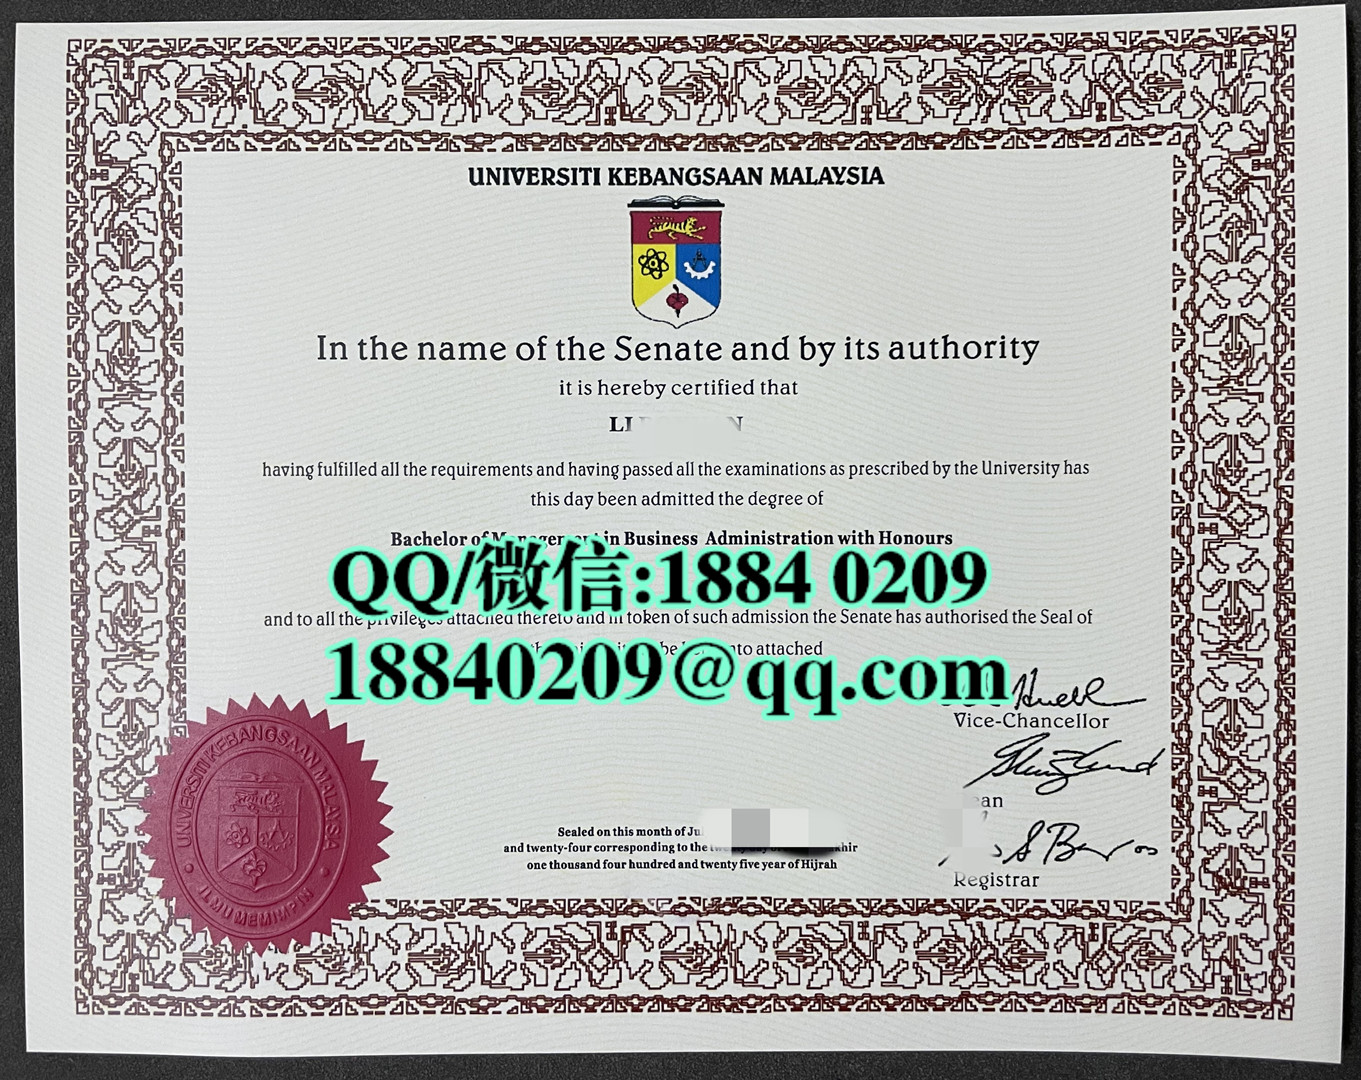 UNIVERSITI KEBANGSAAN MALAYSIA
In the name of the Senate and by its authority
it is hereby certified that
LI N
having fulfilled all the requirements and having passed all the examinations as prescribed by the University has
this day been admitted the degree of
Bachelor of Management in Business Administration with Honours
QQ/微信:1884 0209
and to all the privileges attached thereto and in token of such admission the Senate has authorised the Seal of
attached
18840209@qq.com
Vice-Chancellor
Registrar
Sealed on this month of
and twenty-four corresponding to the
one thousand four hundred and twenty five year of Hijrah
UNIVERSITI KEBANGSAAN MALAYSIA
ILMU MEMIMPIN